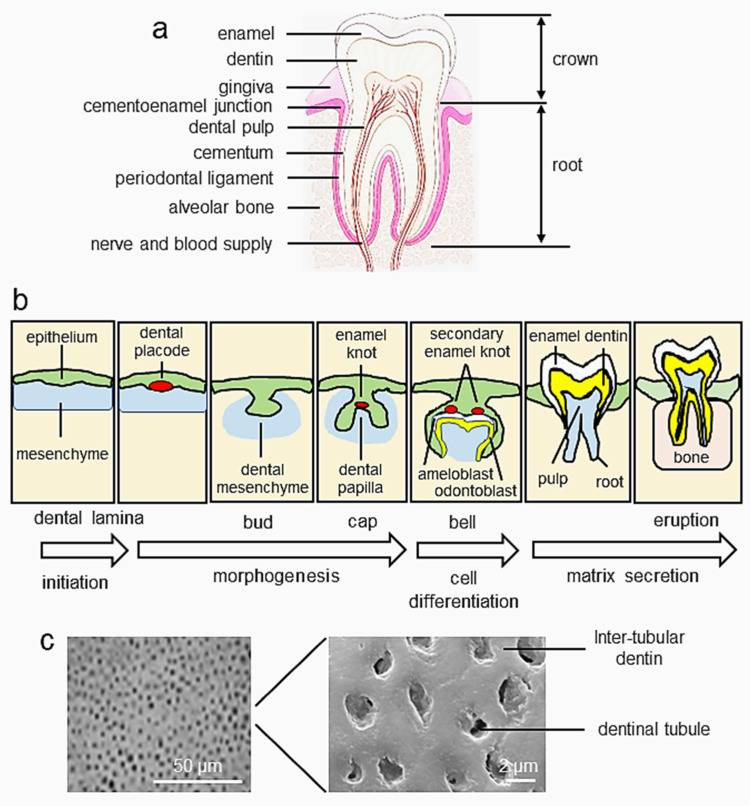 a
enamel
dentin
gingiva
cementoenamel junction
dental pulp
cementum
periodontal ligament
alveolar bone
nerve and blood supply
crown
root
b
epithelium
mesenchyme
dental
placode
dental
mesenchyme
enamel
knot
dental
papilla
secondary
enamel knot
ameloblast
odontoblast
enamel dentin
pulp
root
bone
dental lamina
bud
cap
bell
eruption
initiation
morphogenesis
cell
differentiation
matrix secretion
c
50 µm
2 µm
Inter-tubular
dentin
dentinal tubule